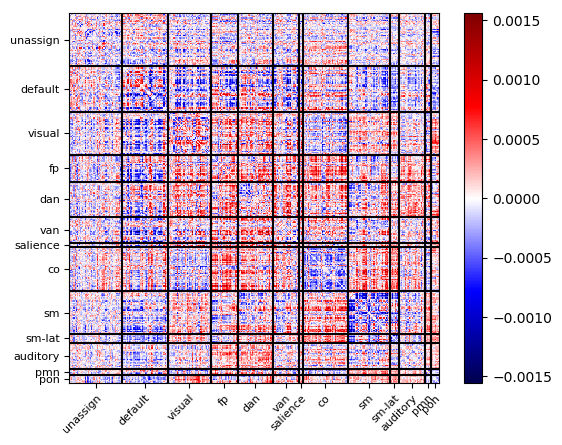 unassign
default
visual
fp
dan
van
salience
co
sm
sm-lat
auditory
pmn
pon
unassign
default
visual
fp
dan
van
salience
co
sm
sm-lat
auditory
pmn
pon
0.0015
0.0010
0.0005
0.0000
−0.0005
−0.0010
−0.0015